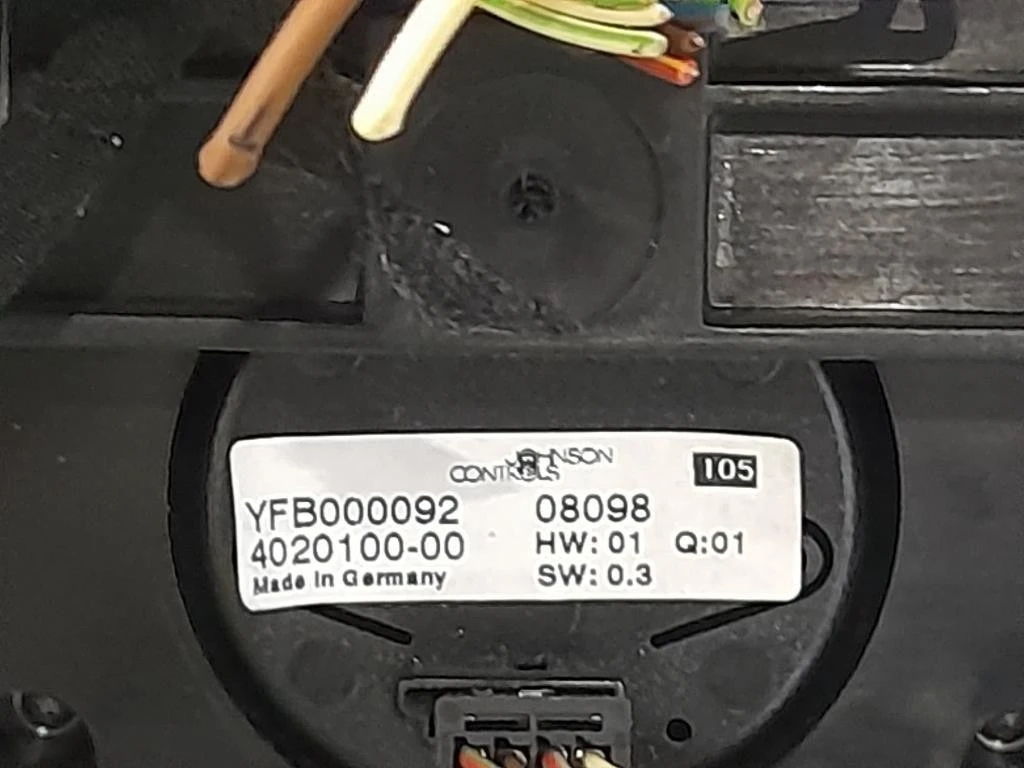 JOHNSON
CONTROLS
105
YFB000092 08098
4020100-00 HW: 01 Q:01
Made in Germany SW: 0.3